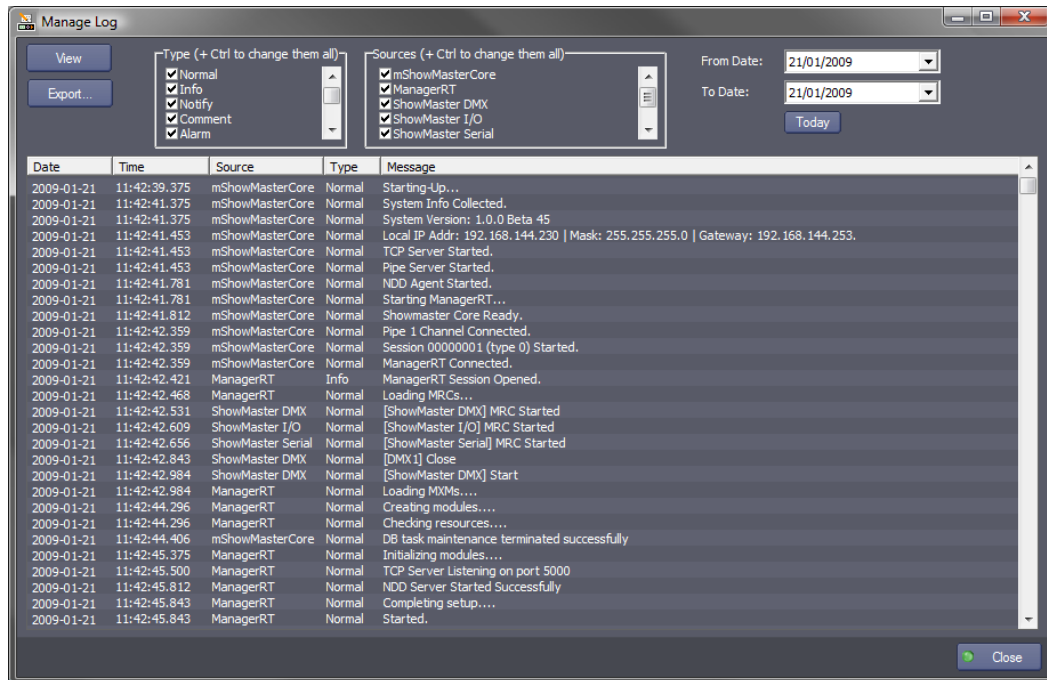 Manage Log
View
Export...
Type (+ Ctrl to change them all)
Normal
Info
Notify
Comment
Alarm
Sources (+ Ctrl to change them all)
mShowMasterCore
ManagerRT
ShowMaster DMX
ShowMaster I/O
ShowMaster Serial
From Date: 21/01/2009
To Date: 21/01/2009
Today
Date Time Source Type Message
2009-01-21 11:42:39.375 mShowMasterCore Normal Starting-Up...
2009-01-21 11:42:41.375 mShowMasterCore Normal System Info Collected.
2009-01-21 11:42:41.375 mShowMasterCore Normal System Version: 1.0.0 Beta 45
2009-01-21 11:42:41.453 mShowMasterCore Normal Local IP Addr: 192.168.144.230 | Mask: 255.255.255.0 | Gateway: 192.168.144.253.
2009-01-21 11:42:41.453 mShowMasterCore Normal TCP Server Started.
2009-01-21 11:42:41.453 mShowMasterCore Normal Pipe Server Started.
2009-01-21 11:42:41.781 mShowMasterCore Normal NDD Agent Started.
2009-01-21 11:42:41.781 mShowMasterCore Normal Starting ManagerRT...
2009-01-21 11:42:41.812 mShowMasterCore Normal Showmaster Core Ready.
2009-01-21 11:42:42.359 mShowMasterCore Normal Pipe 1 Channel Connected.
2009-01-21 11:42:42.359 mShowMasterCore Normal Session 00000001 (type 0) Started.
2009-01-21 11:42:42.359 mShowMasterCore Normal ManagerRT Connected.
2009-01-21 11:42:42.421 ManagerRT Info ManagerRT Session Opened.
2009-01-21 11:42:42.468 ManagerRT Normal Loading MRCs...
2009-01-21 11:42:42.531 ShowMaster DMX Normal [ShowMaster DMX] MRC Started
2009-01-21 11:42:42.609 ShowMaster I/O Normal [ShowMaster I/O] MRC Started
2009-01-21 11:42:42.656 ShowMaster Serial Normal [ShowMaster Serial] MRC Started
2009-01-21 11:42:42.843 ShowMaster DMX Normal [DMX1] Close
2009-01-21 11:42:42.984 ShowMaster DMX Normal [ShowMaster DMX] Start
2009-01-21 11:42:42.984 ManagerRT Normal Loading MXMs....
2009-01-21 11:42:44.296 ManagerRT Normal Creating modules....
2009-01-21 11:42:44.296 ManagerRT Normal Checking resources....
2009-01-21 11:42:44.406 mShowMasterCore Normal DB task maintenance terminated successfully
2009-01-21 11:42:45.375 ManagerRT Normal Initializing modules....
2009-01-21 11:42:45.500 ManagerRT Normal TCP Server Listening on port 5000
2009-01-21 11:42:45.812 ManagerRT Normal NDD Server Started Successfully
2009-01-21 11:42:45.843 ManagerRT Normal Completing setup....
2009-01-21 11:42:45.843 ManagerRT Normal Started.
Close